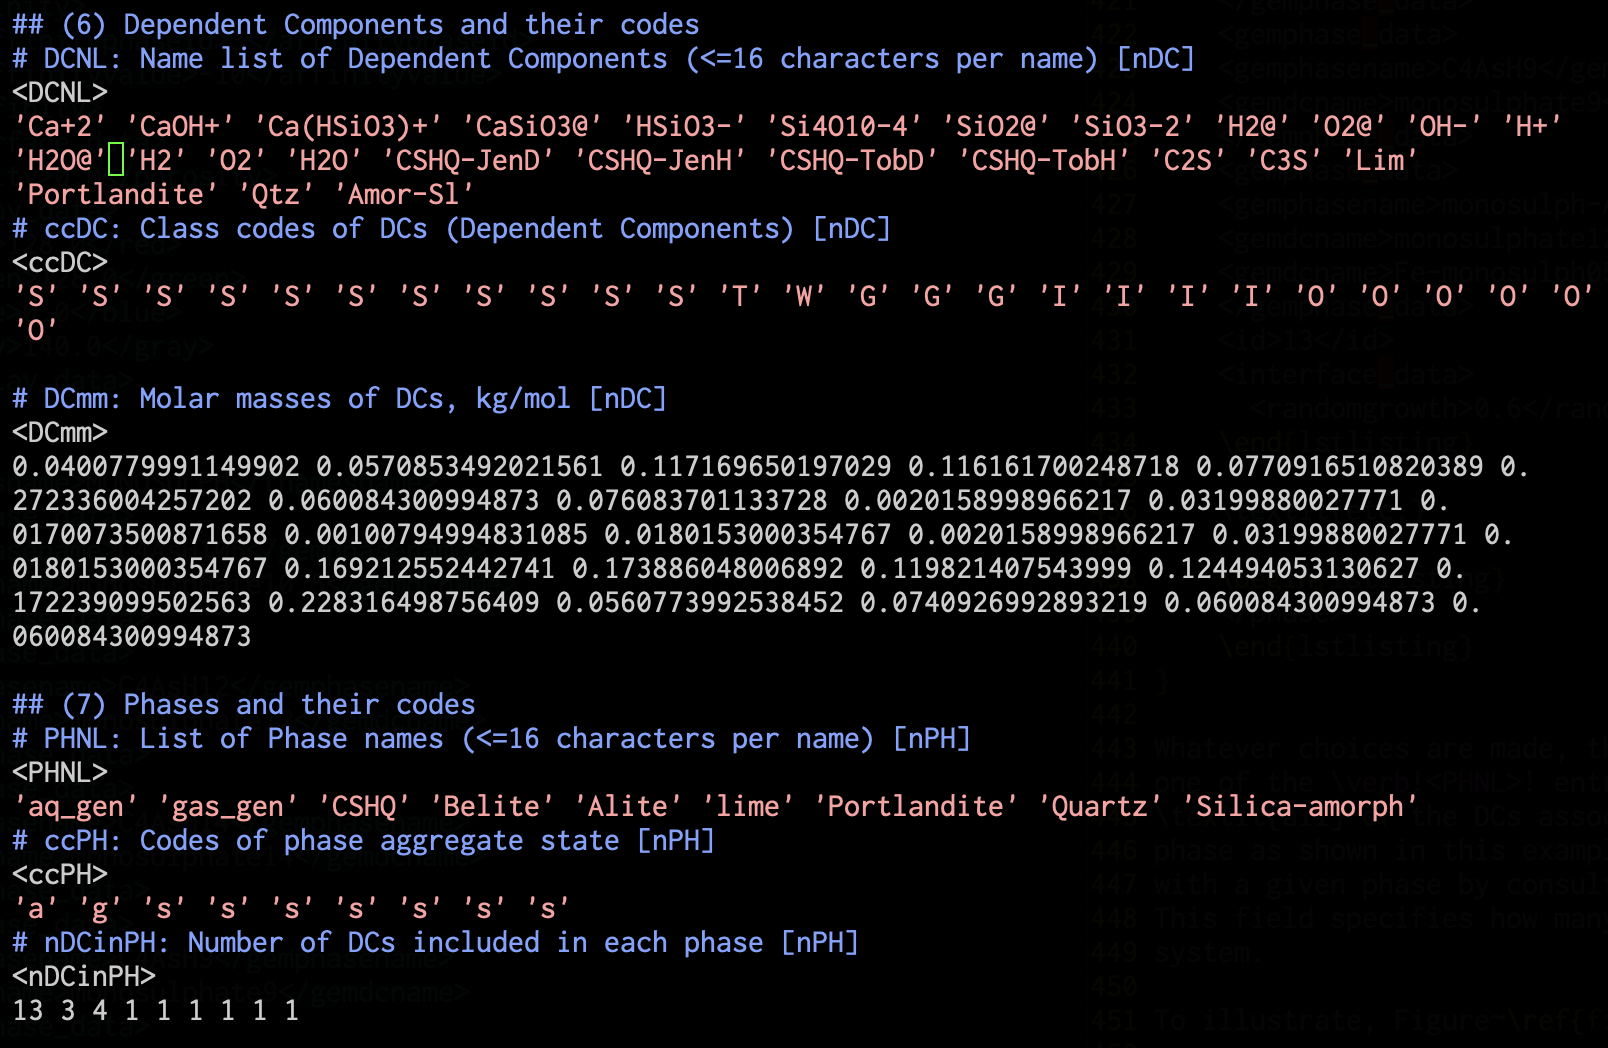 ## (6) Dependent Components and their codes
# DCNL: Name list of Dependent Components (<=16 characters per name) [nDC]
<DCNL>
'Ca+2' 'CaOH+' 'Ca(HSiO3)+' 'CaSiO3@' 'HSiO3-' 'Si4O10-4' 'SiO2@' 'SiO3-2' 'H2@' 'O2@' 'OH-' 'H+'
'H2O@' 'H2' 'O2' 'H2O' 'CSHQ-JenD' 'CSHQ-JenH' 'CSHQ-TobD' 'CSHQ-TobH' 'C2S' 'C3S' 'Lim'
'Portlandite' 'Qtz' 'Amor-Sl'
# ccDC: Class codes of DCs (Dependent Components) [nDC]
<ccDC>
'S' 'S' 'S' 'S' 'S' 'S' 'S' 'S' 'S' 'S' 'S' 'T' 'W' 'G' 'G' 'G' 'I' 'I' 'I' 'I' 'O' 'O' 'O' 'O' 'O'
'O'
# DCmm: Molar masses of DCs, kg/mol [nDC]
<DCmm>
0.0400779991149902 0.0570853492021561 0.117169650197029 0.116161700248718 0.0770916510820389 0.
272336004257202 0.060084300994873 0.076083701133728 0.0020158998966217 0.03199880027771 0.
0170073500871658 0.00100794994831085 0.0180153000354767 0.0020158998966217 0.03199880027771 0.
0180153000354767 0.169212552442741 0.173886048006892 0.119821407543999 0.124494053130627 0.
172239099502563 0.228316498756409 0.0560773992538452 0.0740926992893219 0.060084300994873 0.
060084300994873
## (7) Phases and their codes
# PHNL: List of Phase names (<=16 characters per name) [nPH]
<PHNL>
'aq_gen' 'gas_gen' 'CSHQ' 'Belite' 'Alite' 'lime' 'Portlandite' 'Quartz' 'Silica-amorph'
# ccPH: Codes of phase aggregate state [nPH]
<ccPH>
'a' 'g' 's' 's' 's' 's' 's' 's' 's'
# nDCinPH: Number of DCs included in each phase [nPH]
<nDCinPH>
13 3 4 1 1 1 1 1 1